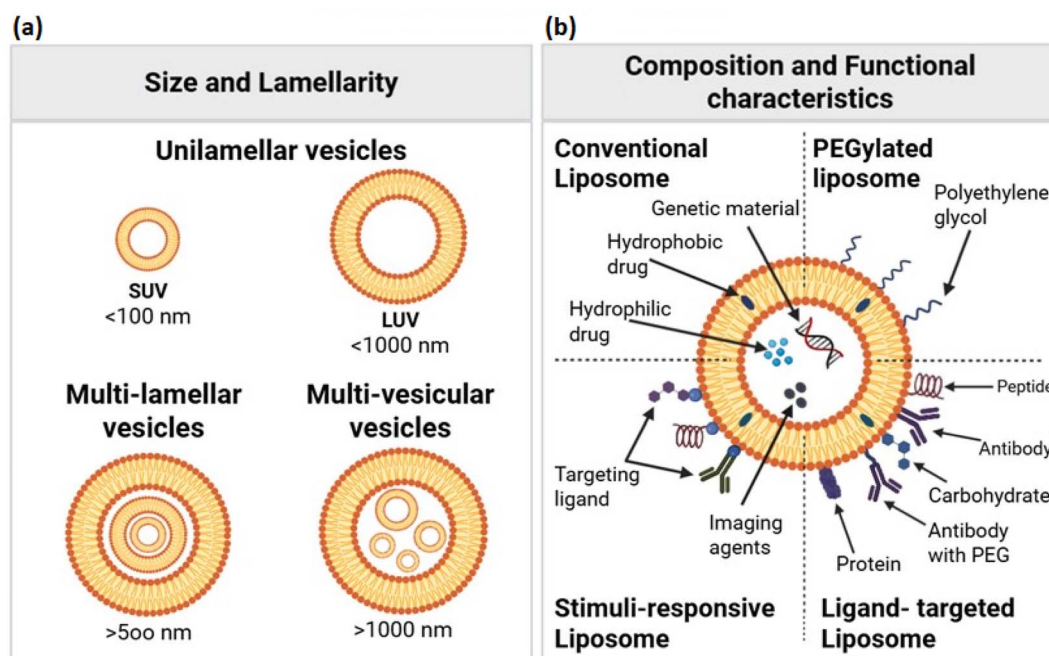 (a)
Size and Lamellarity
Unilamellar vesicles
SUV
<100 nm
LUV
<1000 nm
Multi-lamellar
vesicles
>5oo nm
Multi-vesicular
vesicles
>1000 nm
(b)
Composition and Functional
characteristics
Conventional
Liposome
PEGylated
liposome
Genetic material
Hydrophobic
drug
Hydrophilic
drug
Polyethylene
glycol
Targeting
ligand
Imaging
agents
Peptide
Antibody
Carbohydrate
Antibody
with PEG
Protein
Stimuli-responsive
Liposome
Ligand- targeted
Liposome